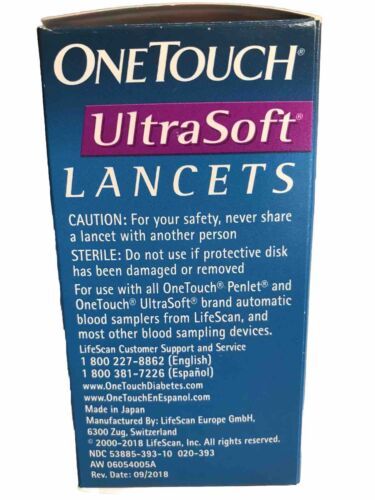 ONETOUCH®
UltraSoft®
LANCETS
CAUTION: For your safety, never share
a lancet with another person
STERILE: Do not use if protective disk
has been damaged or removed
For use with all OneTouch® Penlet® and
OneTouch® UltraSoft® brand automatic
blood samplers from LifeScan, and
most other blood sampling devices.
LifeScan Customer Support and Service
1 800 227-8862 (English)
1 800 381-7226 (Español)
www.OneTouchDiabetes.com
www.OneTouchEnEspanol.com
Made in Japan
Manufactured By: LifeScan Europe GmbH,
6300 Zug, Switzerland
© 2000-2018 LifeScan, Inc. All rights reserved.
NDC 53885-393-10 020-393
AW 06054005A
Rev. Date: 09/2018